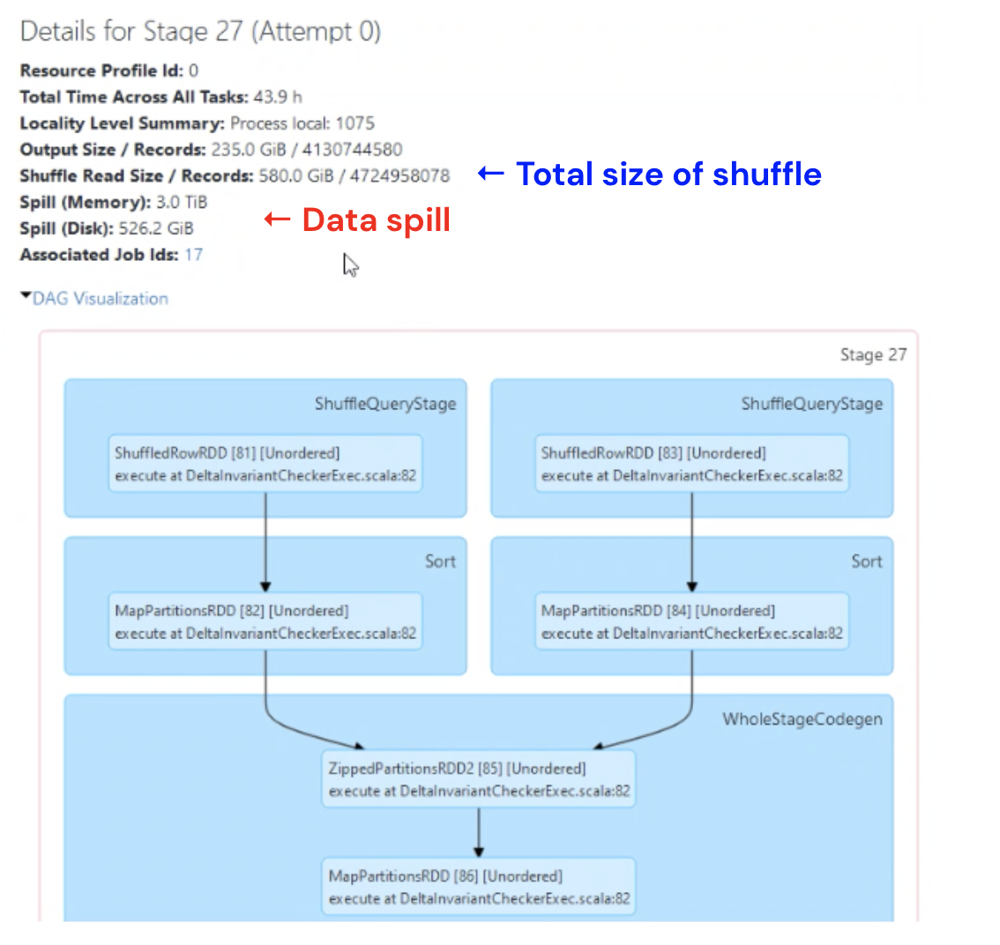 Details for Stage 27 (Attempt 0)
Resource Profile Id: 0
Total Time Across All Tasks: 43.9 h
Locality Level Summary: Process local: 1075
Output Size / Records: 235.0 GiB / 4130744580
Shuffle Read Size / Records: 580.0 GiB / 4724958078
← Total size of shuffle
Spill (Memory): 3.0 TiB
← Data spill
Spill (Disk): 526.2 GiB
Associated Job Ids: 17
DAG Visualization
Stage 27
ShuffleQueryStage
ShuffledRowRDD [81] [Unordered]
execute at DeltaInvariantCheckerExec.scala:82
ShuffleQueryStage
ShuffledRowRDD [83] [Unordered]
execute at DeltaInvariantCheckerExec.scala:82
Sort
MapPartitionsRDD [82] [Unordered]
execute at DeltaInvariantCheckerExec.scala:82
Sort
MapPartitionsRDD [84] [Unordered]
execute at DeltaInvariantCheckerExec.scala:82
WholeStageCodegen
ZippedPartitionsRDD2 [85] [Unordered]
execute at DeltaInvariantCheckerExec.scala:82
MapPartitionsRDD [86] [Unordered]
execute at DeltaInvariantCheckerExec.scala:82